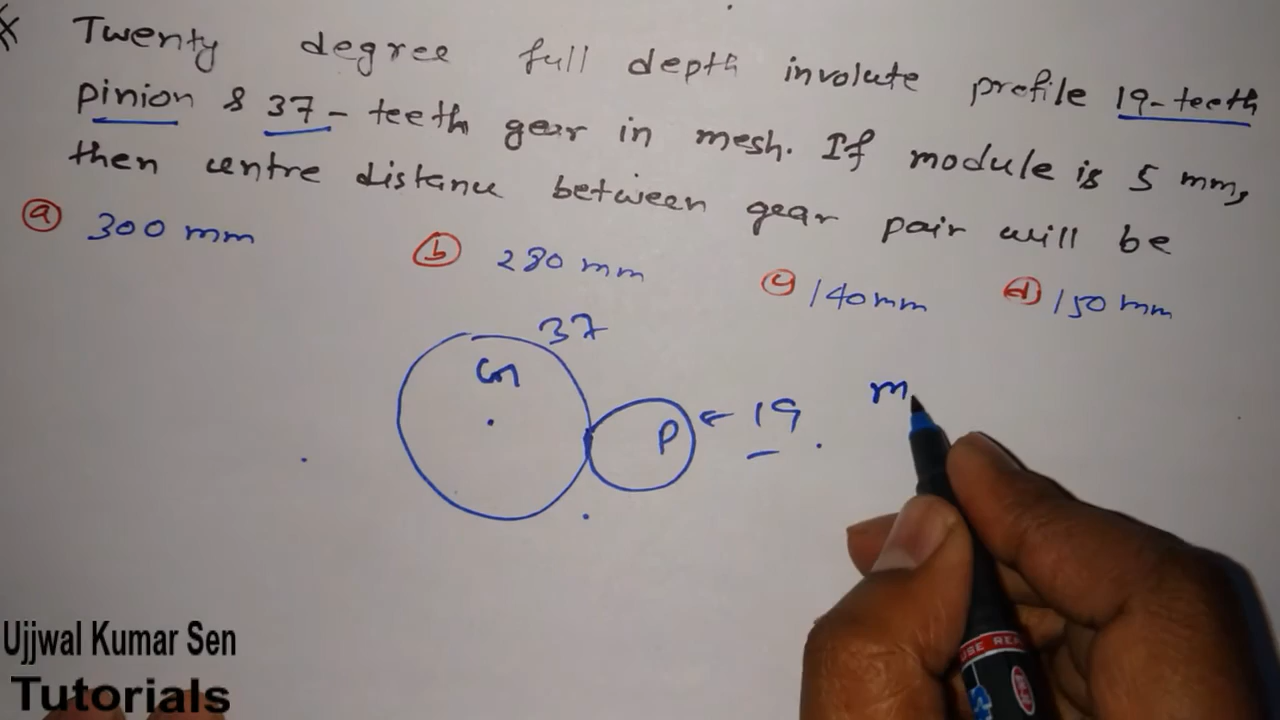 Twenty degree full depth involute profile 19-teeth
pinion & 37-teeth gear in mesh. If module is 5 mm,
then centre distance between gear pair will be
(a) 300 mm (b) 280 mm (c) 140mm (d) 150 mm
37
G
P ← 19
m
Ujjwal Kumar Sen
Tutorials